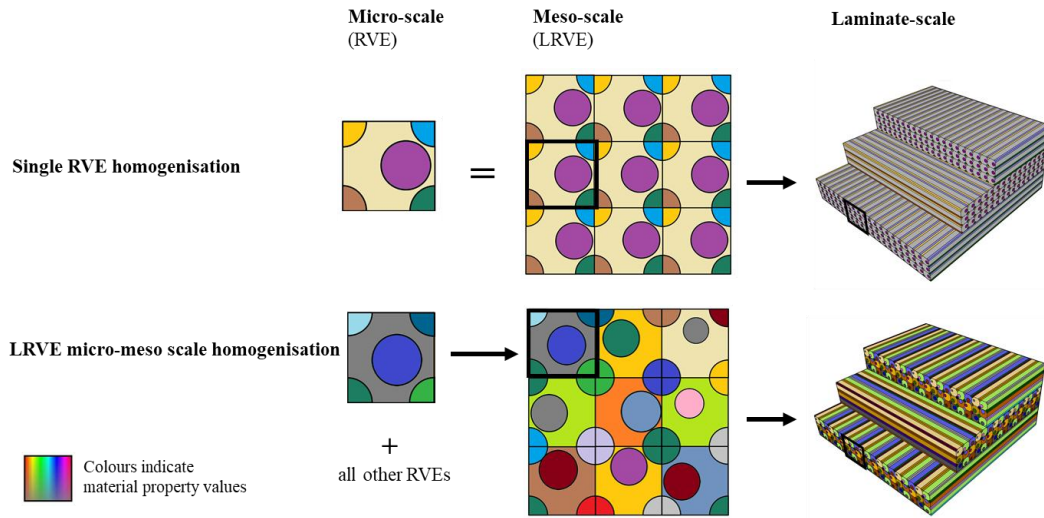 Micro-scale
(RVE)
Meso-scale
(LRVE)
Laminate-scale
Single RVE homogenisation
=
LRVE micro-meso scale homogenisation
+
all other RVEs
Colours indicate
material property values